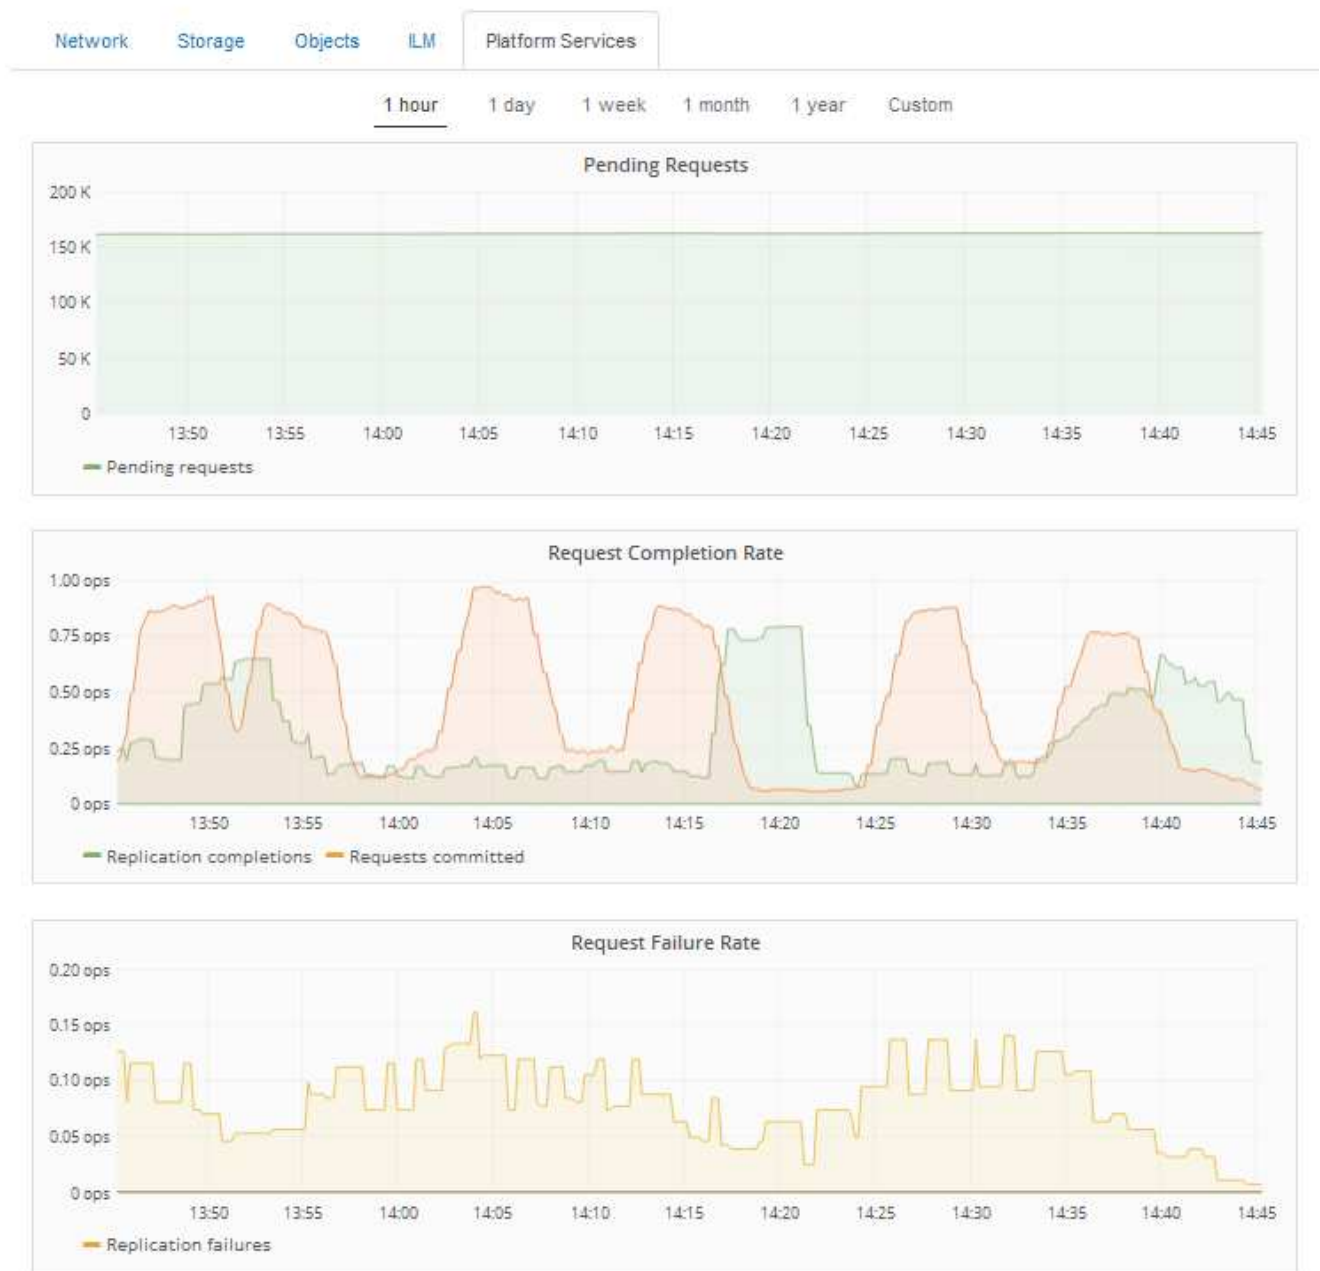 Network Storage Objects ILM Platform Services
1 hour 1 day 1 week 1 month 1 year Custom
Pending Requests
200 K
150 K
100 K
50 K
0
13:50 13:55 14:00 14:05 14:10 14:15 14:20 14:25 14:30 14:35 14:40 14:45
Pending requests
Request Completion Rate
1.00 ops
0.75 ops
0.50 ops
0.25 ops
0 ops
13:50 13:55 14:00 14:05 14:10 14:15 14:20 14:25 14:30 14:35 14:40 14:45
Replication completions Requests committed
Request Failure Rate
0.20 ops
0.15 ops
0.10 ops
0.05 ops
0 ops
13:50 13:55 14:00 14:05 14:10 14:15 14:20 14:25 14:30 14:35 14:40 14:45
Replication failures